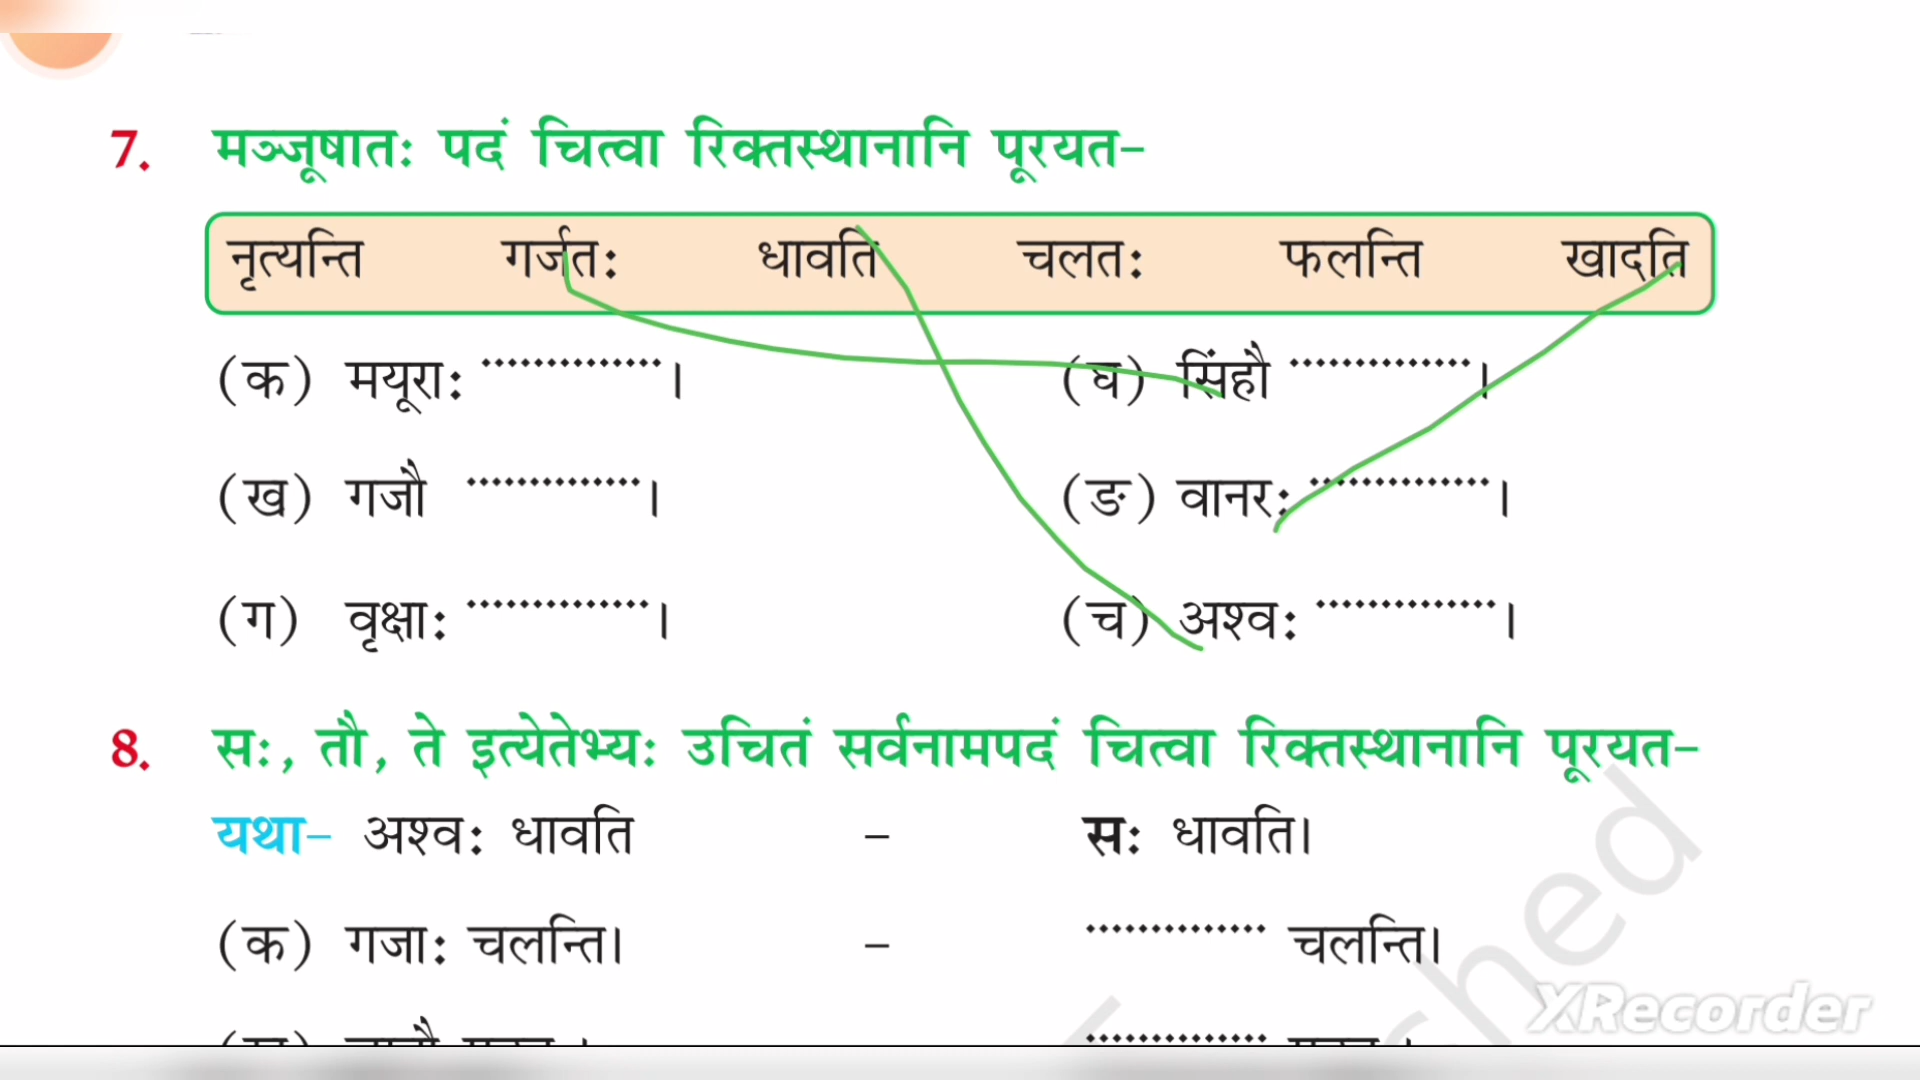 7. मञ्जूषातः पदं चित्वा रिक्तस्थानानि पूरयत-
नृत्यन्ति गर्जतः धावति चलतः फलन्ति खादति
(क) मयूराः ..............। (घ) सिंहौ ..............।
(ख) गजौ ..............। (ङ) वानरः ..............।
(ग) वृक्षाः ..............। (च) अश्वः ..............।
8. सः, तौ, ते इत्येतेभ्यः उचितं सर्वनामपदं चित्वा रिक्तस्थानानि पूरयत-
यथा- अश्वः धावति - सः धावति।
(क) गजाः चलन्ति। - .............. चलन्ति।
XRecorder